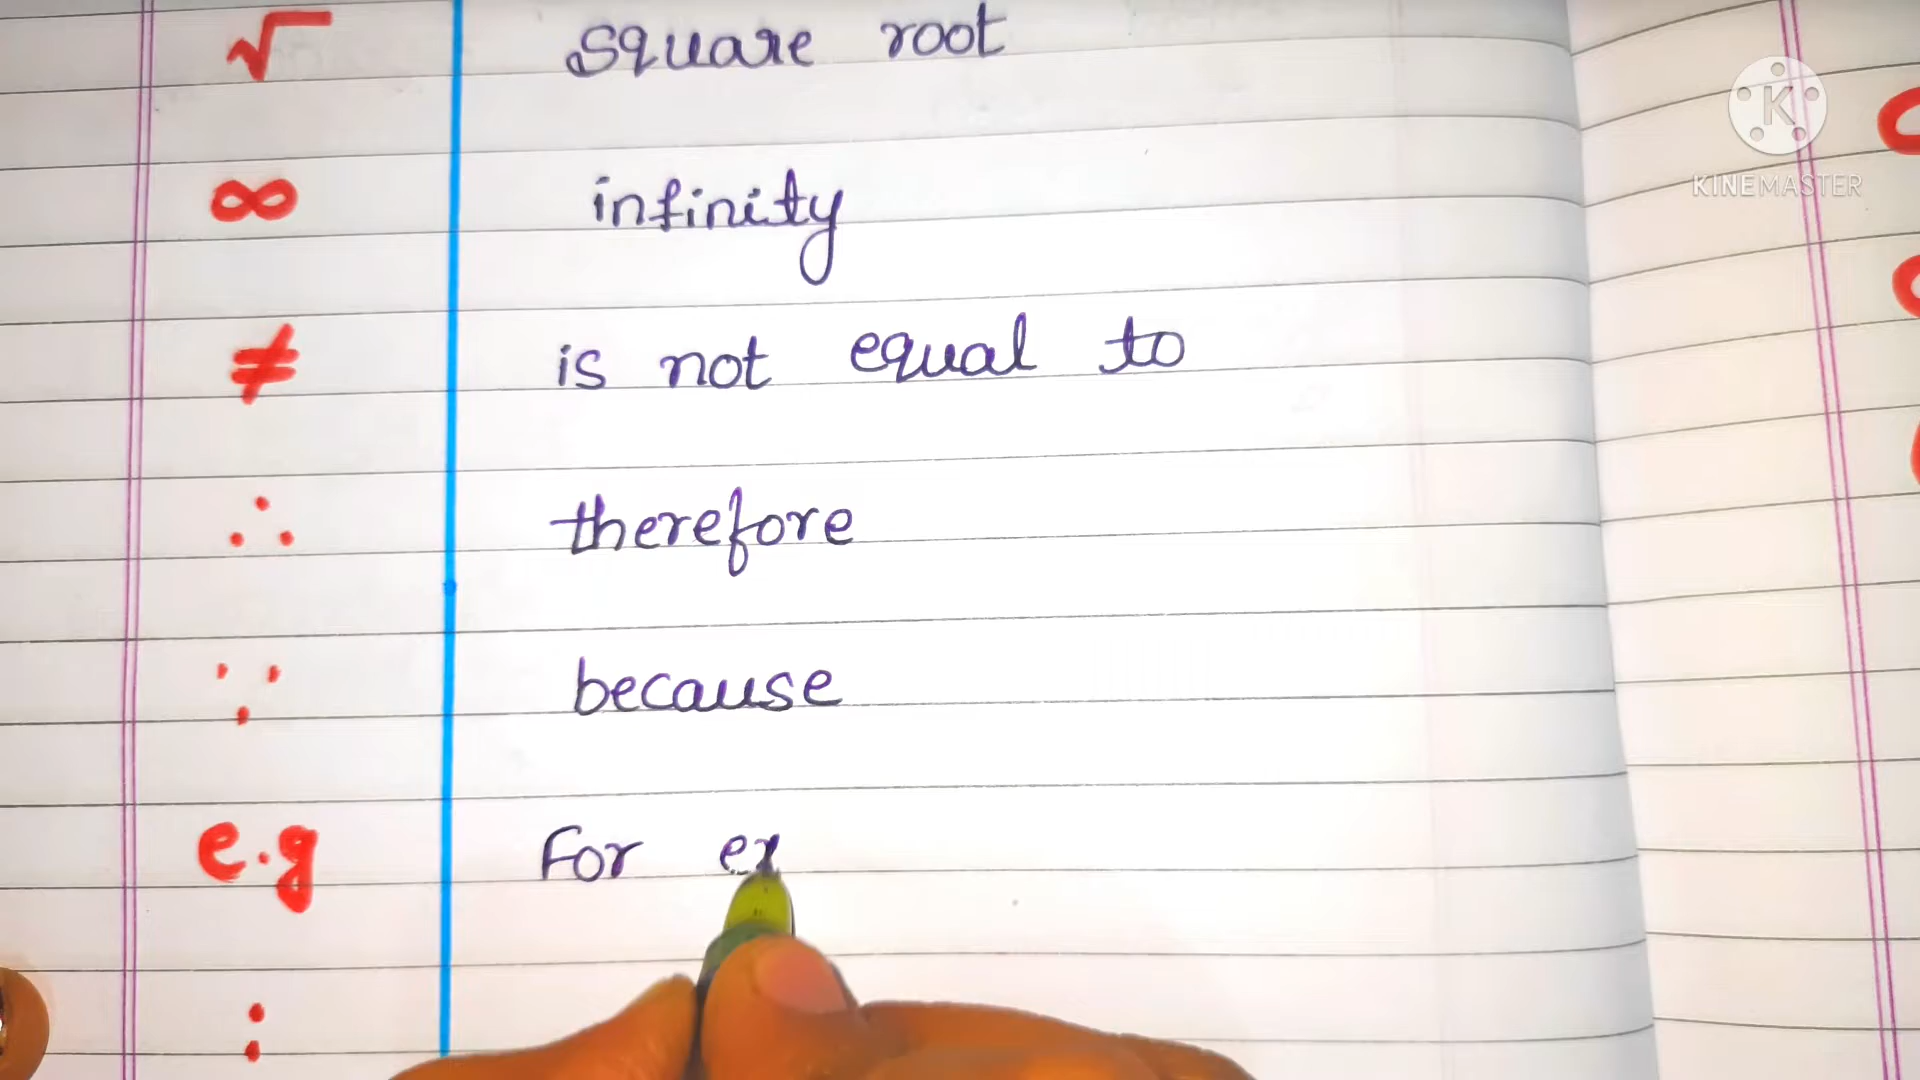 √ square root
∞ infinity
≠ is not equal to
∴ therefore
∵ because
e.g For ex
:
K
KINEMASTER